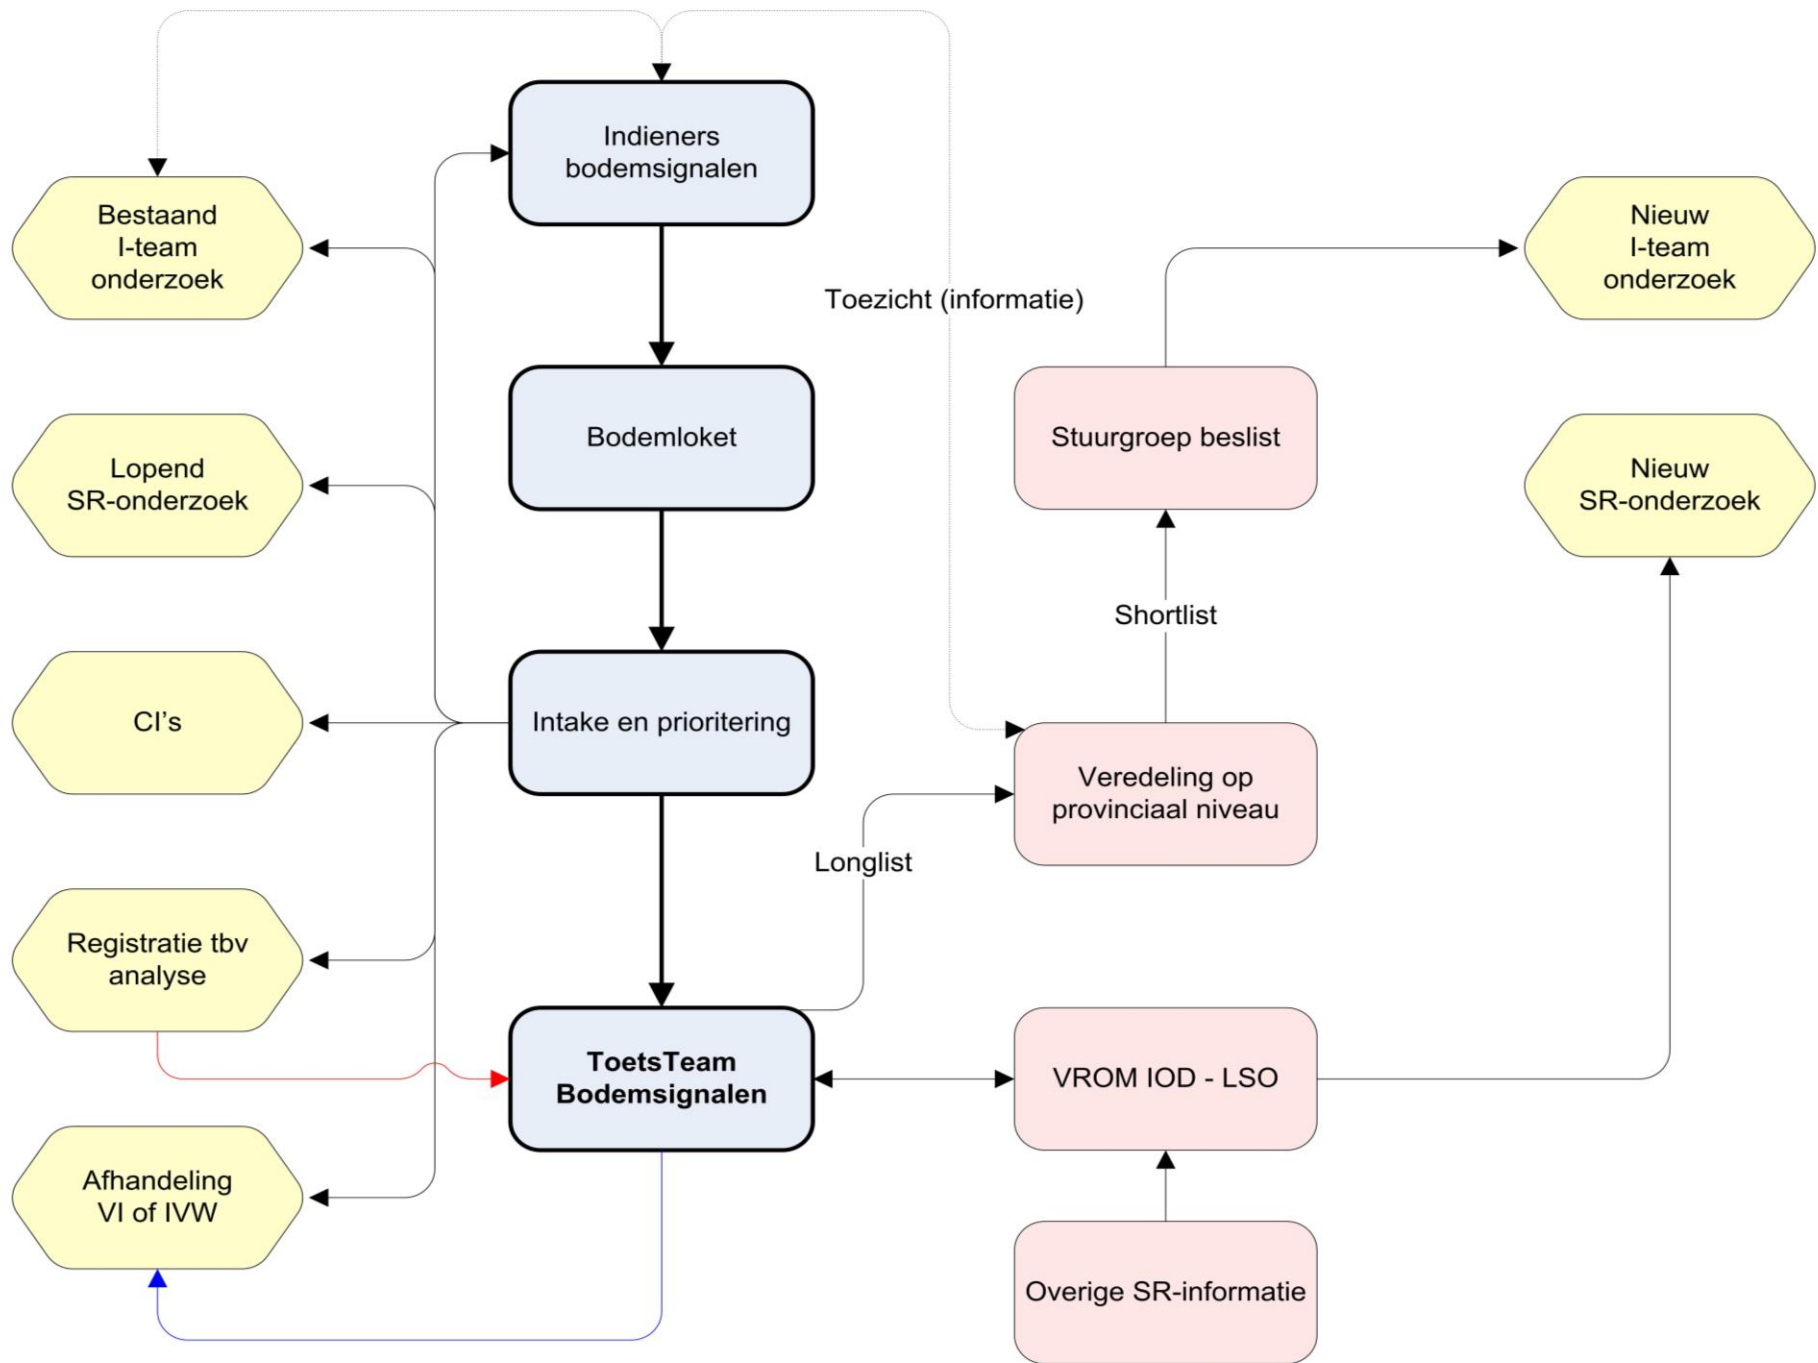 Indieners
bodemsignalen
Bestaand
I-team
onderzoek
Nieuw
I-team
onderzoek
Toezicht (informatie)
Bodemloket
Stuurgroep beslist
Lopend
SR-onderzoek
Nieuw
SR-onderzoek
Shortlist
CI's
Intake en prioritering
Veredeling op
provinciaal niveau
Longlist
Registratie tbv
analyse
ToetsTeam
Bodemsignalen
VROM IOD - LSO
Afhandeling
VI of IVW
Overige SR-informatie